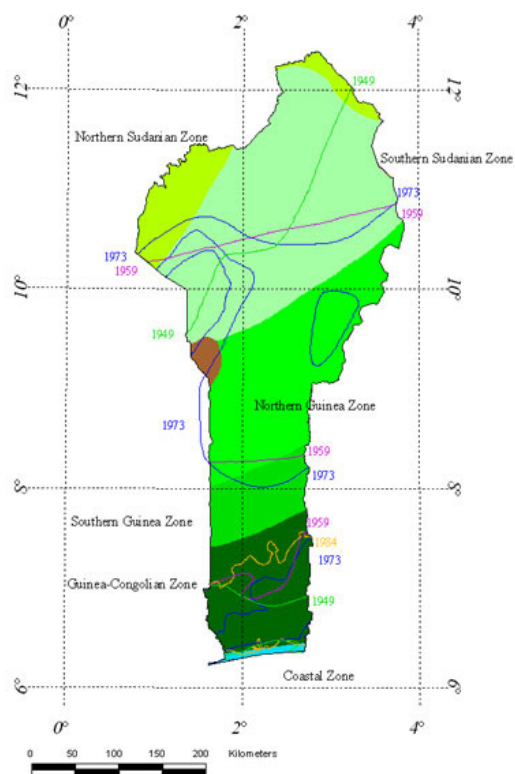 0° 2° 4°
12° 12°
1949
Northern Sudanian Zone
Southern Sudanian Zone
1973
1959
1973
1959
10° 10°
1949
Northern Guinea Zone
1973
1959
1973
8° 8°
1959
Southern Guinea Zone
1984
1973
Guinea-Congolian Zone
1949
Coastal Zone
6° 6°
0° 2° 4°
0 50 100 150 200 Kilometers